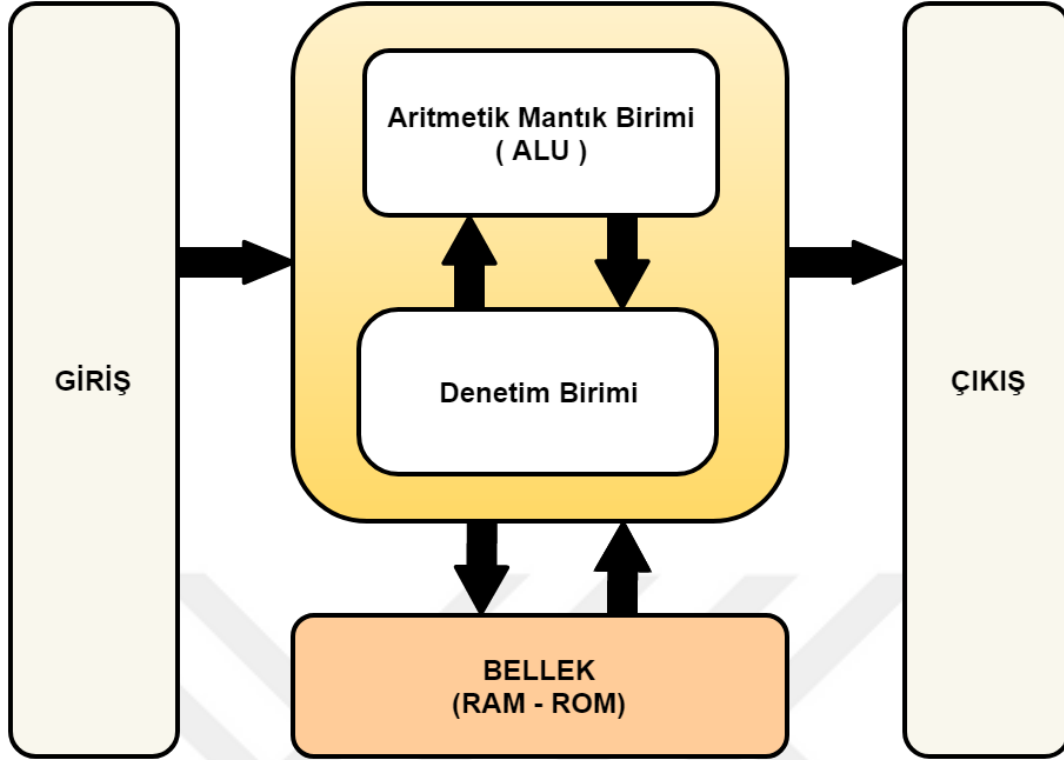 Aritmetik Mantık Birimi
( ALU )
GİRİŞ
Denetim Birimi
ÇIKIŞ
BELLEK
(RAM - ROM)